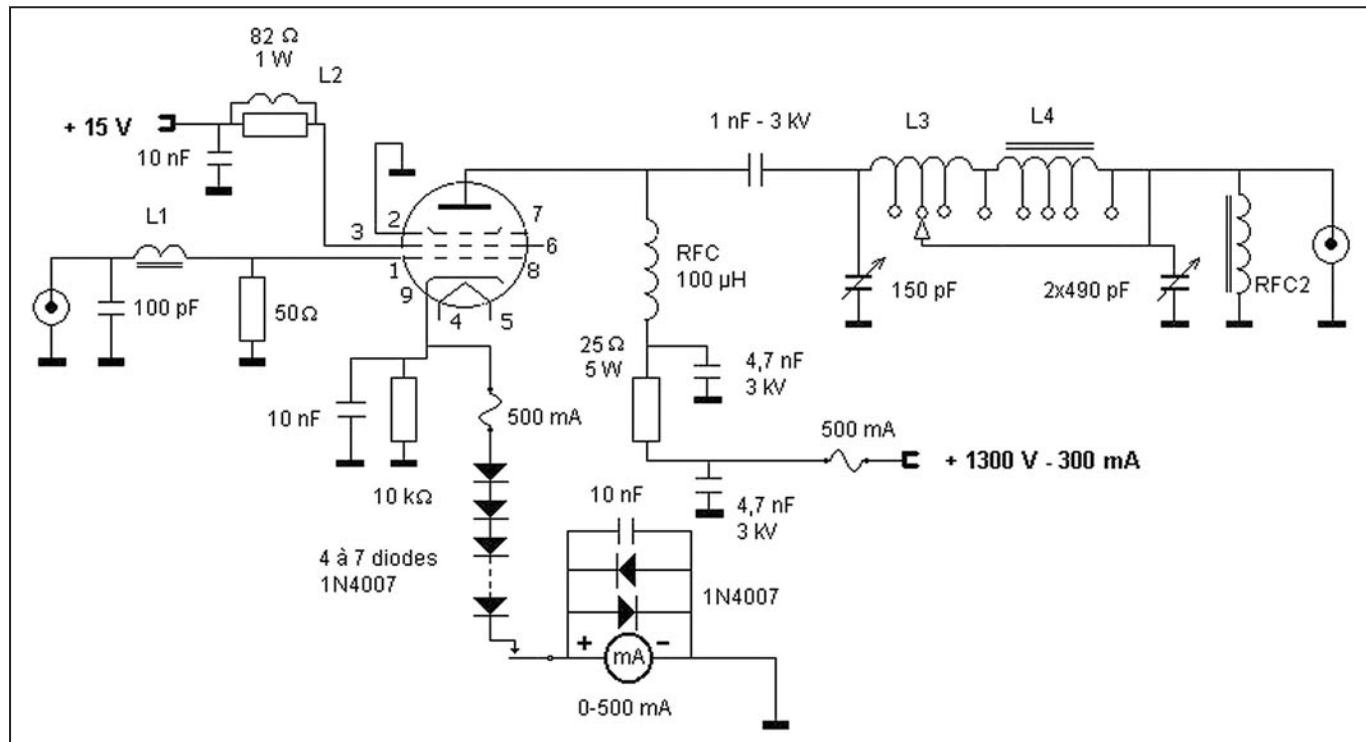 82 Ω
1 W
L2
+ 15 V
10 nF
L1
100 pF
50Ω
2
3
1
9
4
5
7
6
8
1 nF - 3 kV
L3
L4
RFC
100 µH
150 pF
2x490 pF
RFC2
25 Ω
5 W
4,7 nF
3 kV
10 nF
10 kΩ
500 mA
500 mA
+ 1300 V - 300 mA
4,7 nF
3 kV
4 à 7 diodes
1N4007
10 nF
1N4007
+
−
mA
0-500 mA